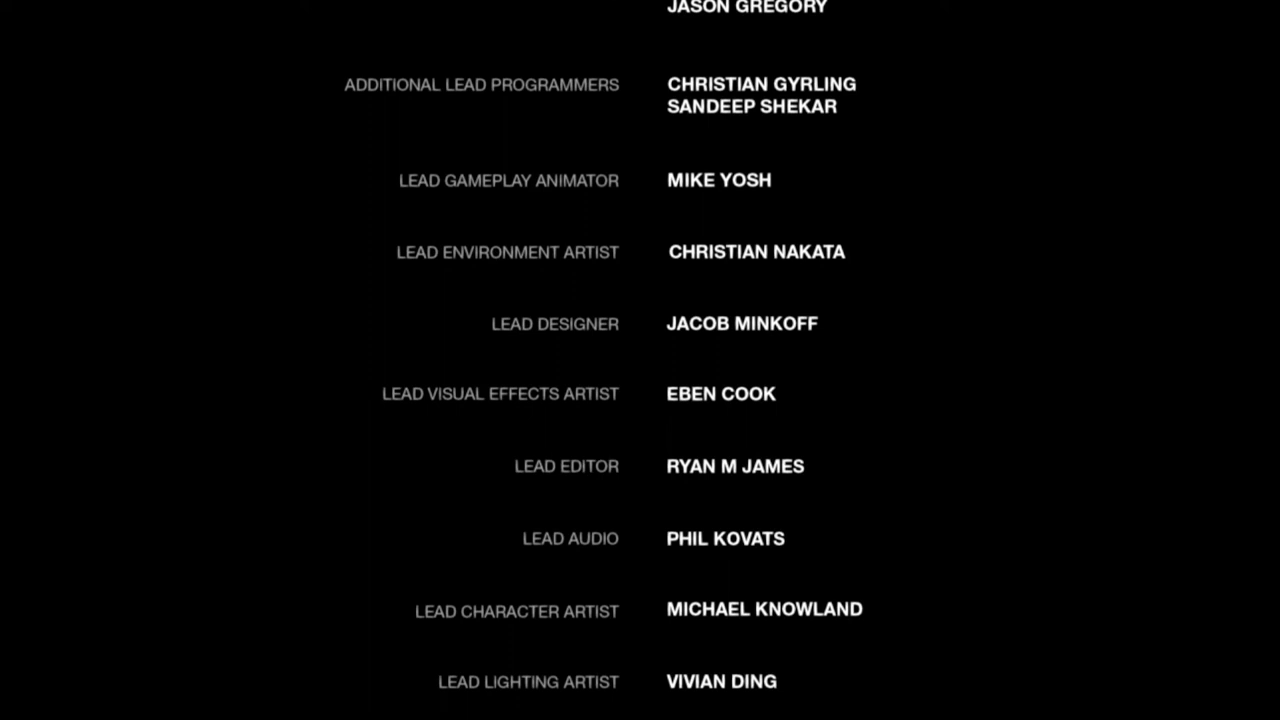 JASON GREGORY
ADDITIONAL LEAD PROGRAMMERS CHRISTIAN GYRLING
SANDEEP SHEKAR
LEAD GAMEPLAY ANIMATOR MIKE YOSH
LEAD ENVIRONMENT ARTIST CHRISTIAN NAKATA
LEAD DESIGNER JACOB MINKOFF
LEAD VISUAL EFFECTS ARTIST EBEN COOK
LEAD EDITOR RYAN M JAMES
LEAD AUDIO PHIL KOVATS
LEAD CHARACTER ARTIST MICHAEL KNOWLAND
LEAD LIGHTING ARTIST VIVIAN DING